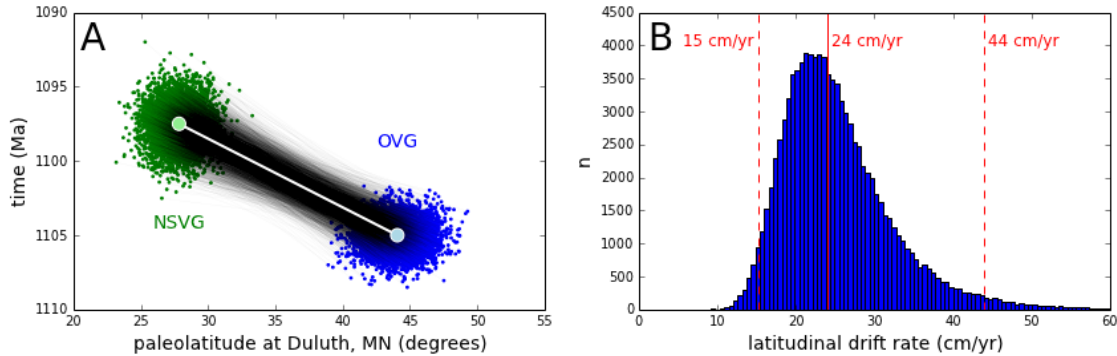 A
time (Ma)
1090
1095
1100
1105
1110
OVG
NSVG
20 25 30 35 40 45 50 55
paleolatitude at Duluth, MN (degrees)
B
n
4500
4000
3500
3000
2500
2000
1500
1000
500
0
15 cm/yr 24 cm/yr 44 cm/yr
0 10 20 30 40 50 60
latitudinal drift rate (cm/yr)